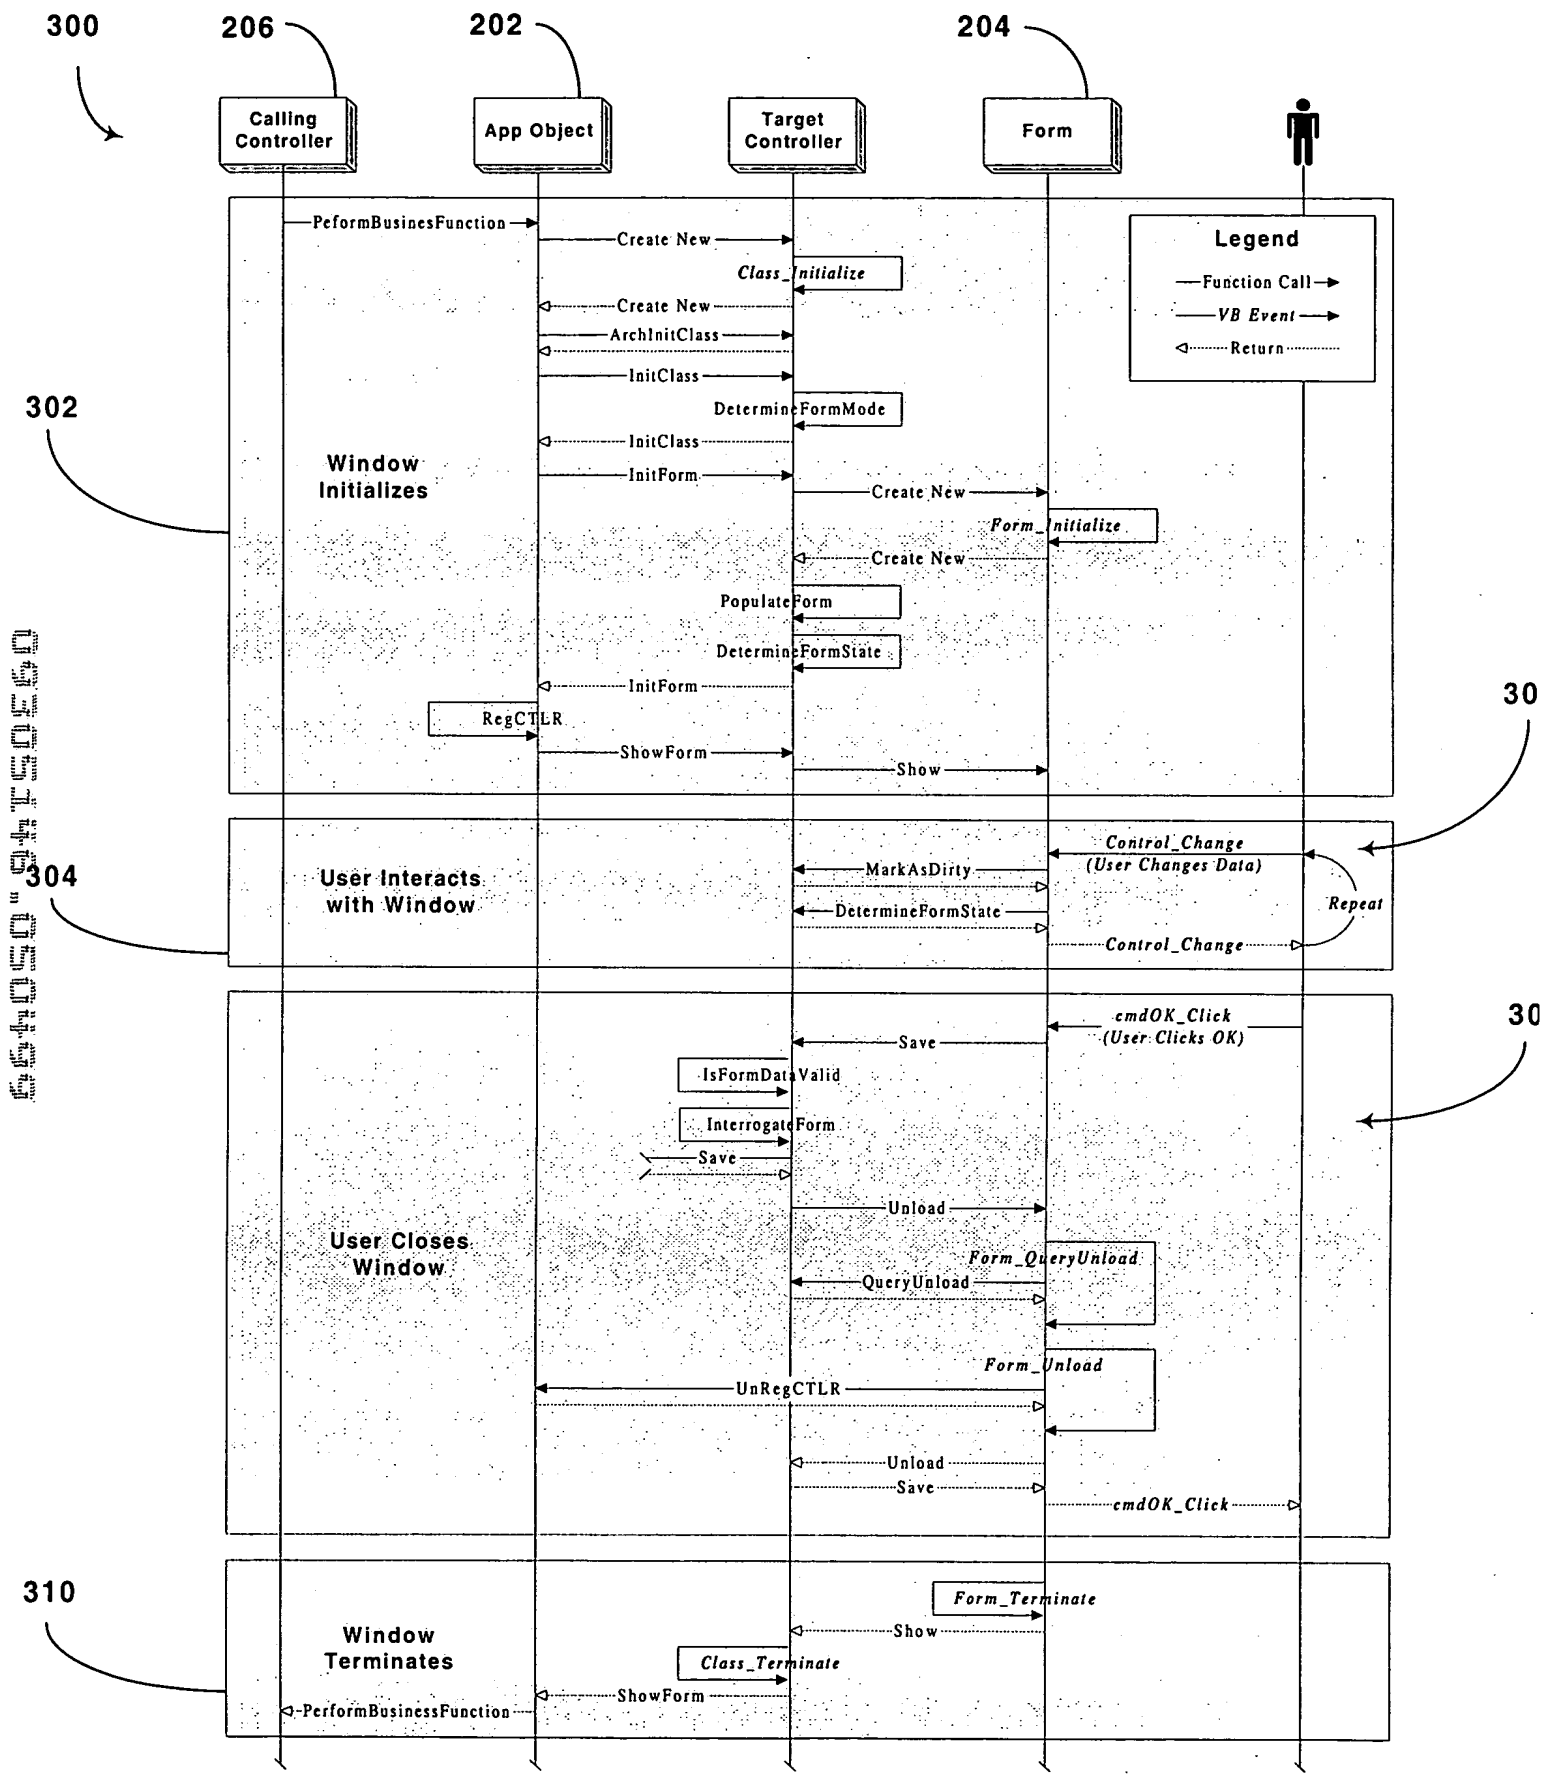 300
206
202
204
Calling
Controller
App Object
Target
Controller
Form
PeformBusinesFunction
Create New
Class_Initialize
Create New
ArchInitClass
InitClass
DetermineFormMode
InitClass
InitForm
Create New
Form_Initialize
Create New
PopulateForm
DetermineFormState
InitForm
RegCTLR
ShowForm
Show
Legend
Function Call
VB Event
Return
302
Window
Initializes
30
304
User Interacts
with Window
Control_Change
(User Changes Data)
MarkAsDirty
DetermineFormState
Repeat
Control_Change
30
cmdOK_Click
(User Clicks OK)
Save
IsFormDataValid
InterrogateForm
Save
Unload
User Closes
Window
Form_QueryUnload
QueryUnload
Form_Unload
UnRegCTLR
Unload
Save
cmdOK_Click
310
Window
Terminates
Form_Terminate
Show
Class_Terminate
ShowForm
PerformBusinessFunction